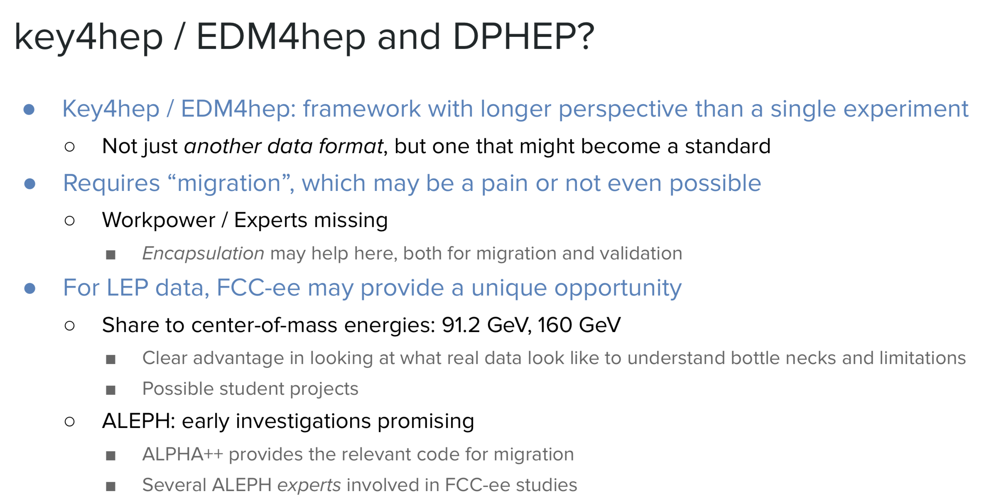 key4hep / EDM4hep and DPHEP?
● Key4hep / EDM4hep: framework with longer perspective than a single experiment
○ Not just another data format, but one that might become a standard
● Requires “migration”, which may be a pain or not even possible
○ Workpower / Experts missing
■ Encapsulation may help here, both for migration and validation
● For LEP data, FCC-ee may provide a unique opportunity
○ Share to center-of-mass energies: 91.2 GeV, 160 GeV
■ Clear advantage in looking at what real data look like to understand bottle necks and limitations
■ Possible student projects
○ ALEPH: early investigations promising
■ ALPHA++ provides the relevant code for migration
■ Several ALEPH experts involved in FCC-ee studies